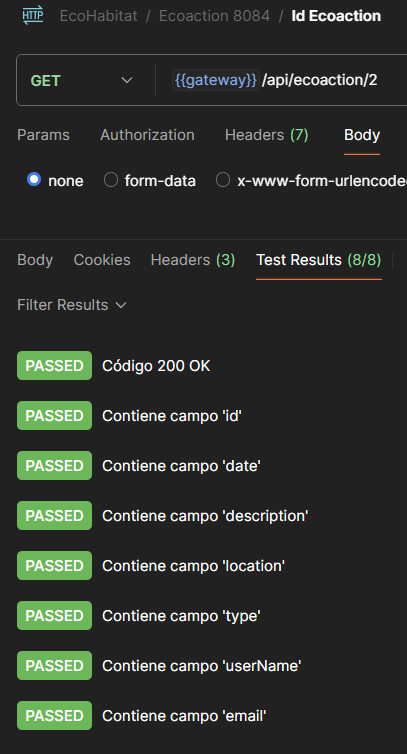 HTTP EcoHabitat / Ecoaction 8084 / Id Ecoaction
GET {{gateway}}/api/ecoaction/2
Params Authorization Headers (7) Body
none form-data x-www-form-urlencode
Body Cookies Headers (3) Test Results (8/8)
Filter Results
PASSED Código 200 OK
PASSED Contiene campo 'id'
PASSED Contiene campo 'date'
PASSED Contiene campo 'description'
PASSED Contiene campo 'location'
PASSED Contiene campo 'type'
PASSED Contiene campo 'userName'
PASSED Contiene campo 'email'